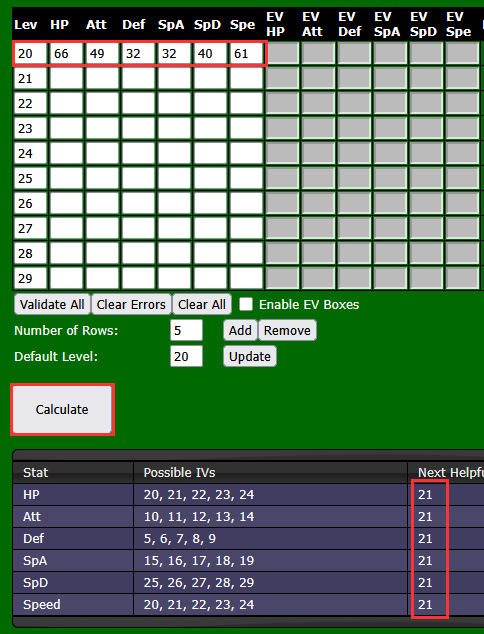 Lev HP Att Def SpA SpD Spe EV HP EV Att EV Def EV SpA EV SpD EV Spe
20 66 49 32 32 40 61
21
22
23
24
25
26
27
28
29
Validate All Clear Errors Clear All Enable EV Boxes
Number of Rows: 5 Add Remove
Default Level: 20 Update
Calculate
Stat Possible IVs Next Helpfu
HP 20, 21, 22, 23, 24 21
Att 10, 11, 12, 13, 14 21
Def 5, 6, 7, 8, 9 21
SpA 15, 16, 17, 18, 19 21
SpD 25, 26, 27, 28, 29 21
Speed 20, 21, 22, 23, 24 21